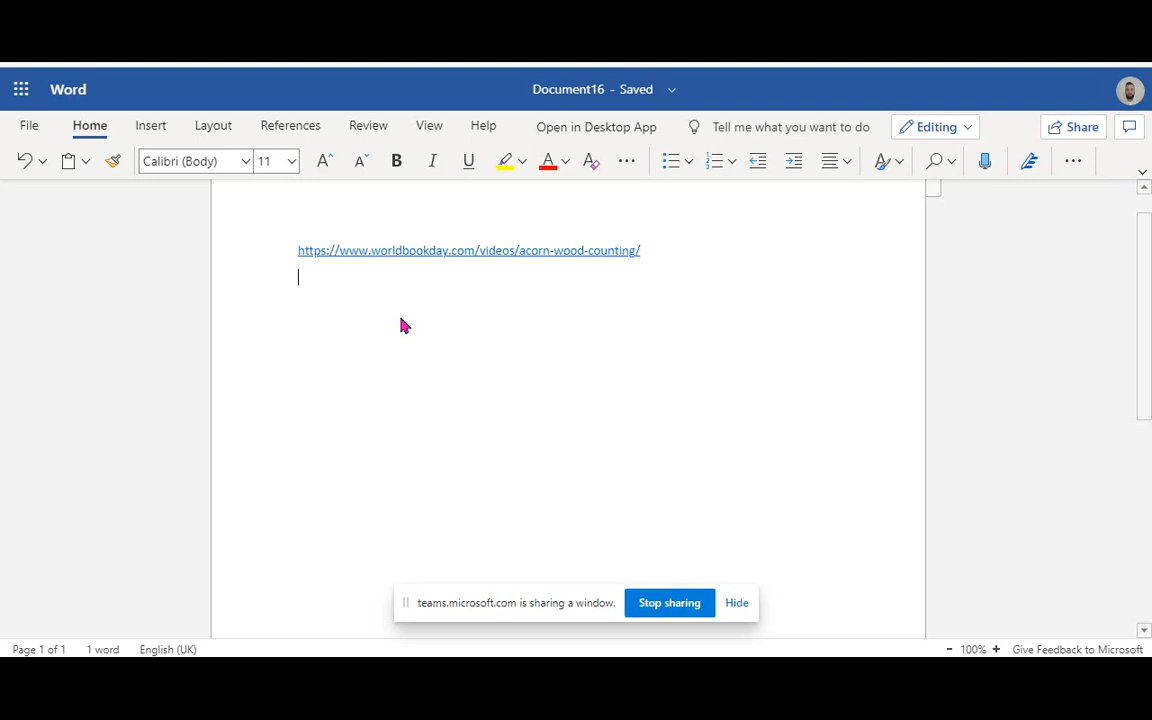 Word
Document16 - Saved
File Home Insert Layout References Review View Help Open in Desktop App Tell me what you want to do Editing Share
Calibri (Body) 11 A A B I U A A
https://www.worldbookday.com/videos/acorn-wood-counting/
teams.microsoft.com is sharing a window. Stop sharing Hide
Page 1 of 1 1 word English (UK) - 100% + Give Feedback to Microsoft